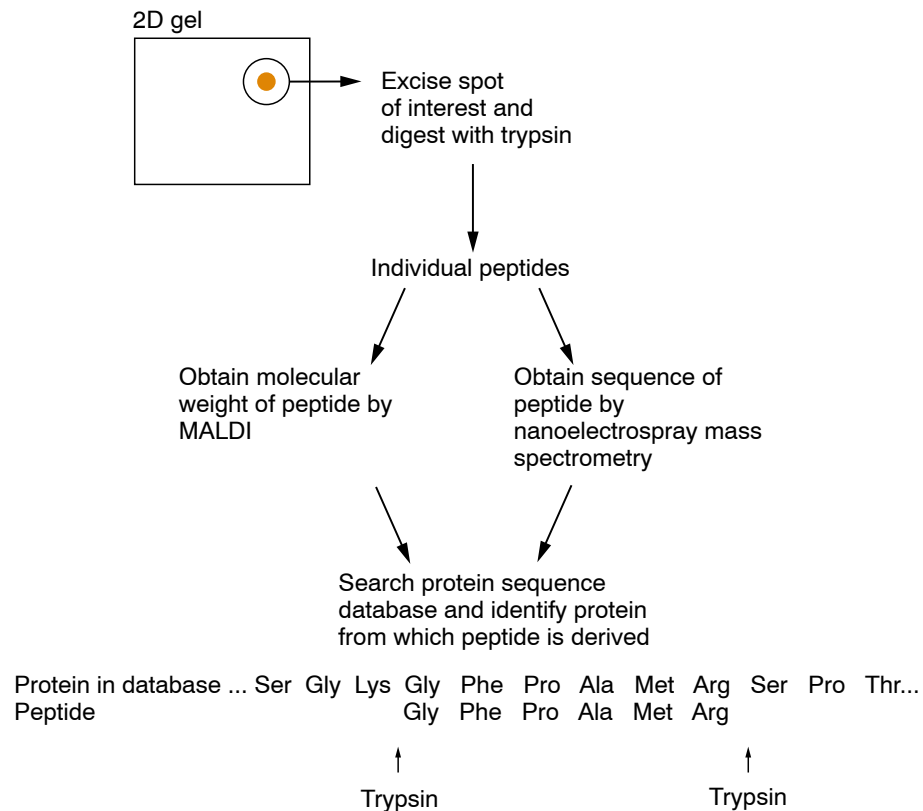 2D gel
Excise spot
of interest and
digest with trypsin
Individual peptides
Obtain molecular
weight of peptide by
MALDI
Obtain sequence of
peptide by
nanoelectrospray mass
spectrometry
Search protein sequence
database and identify protein
from which peptide is derived
Protein in database ... Ser Gly Lys Gly Phe Pro Ala Met Arg Ser Pro Thr...
Peptide Gly Phe Pro Ala Met Arg
Trypsin Trypsin